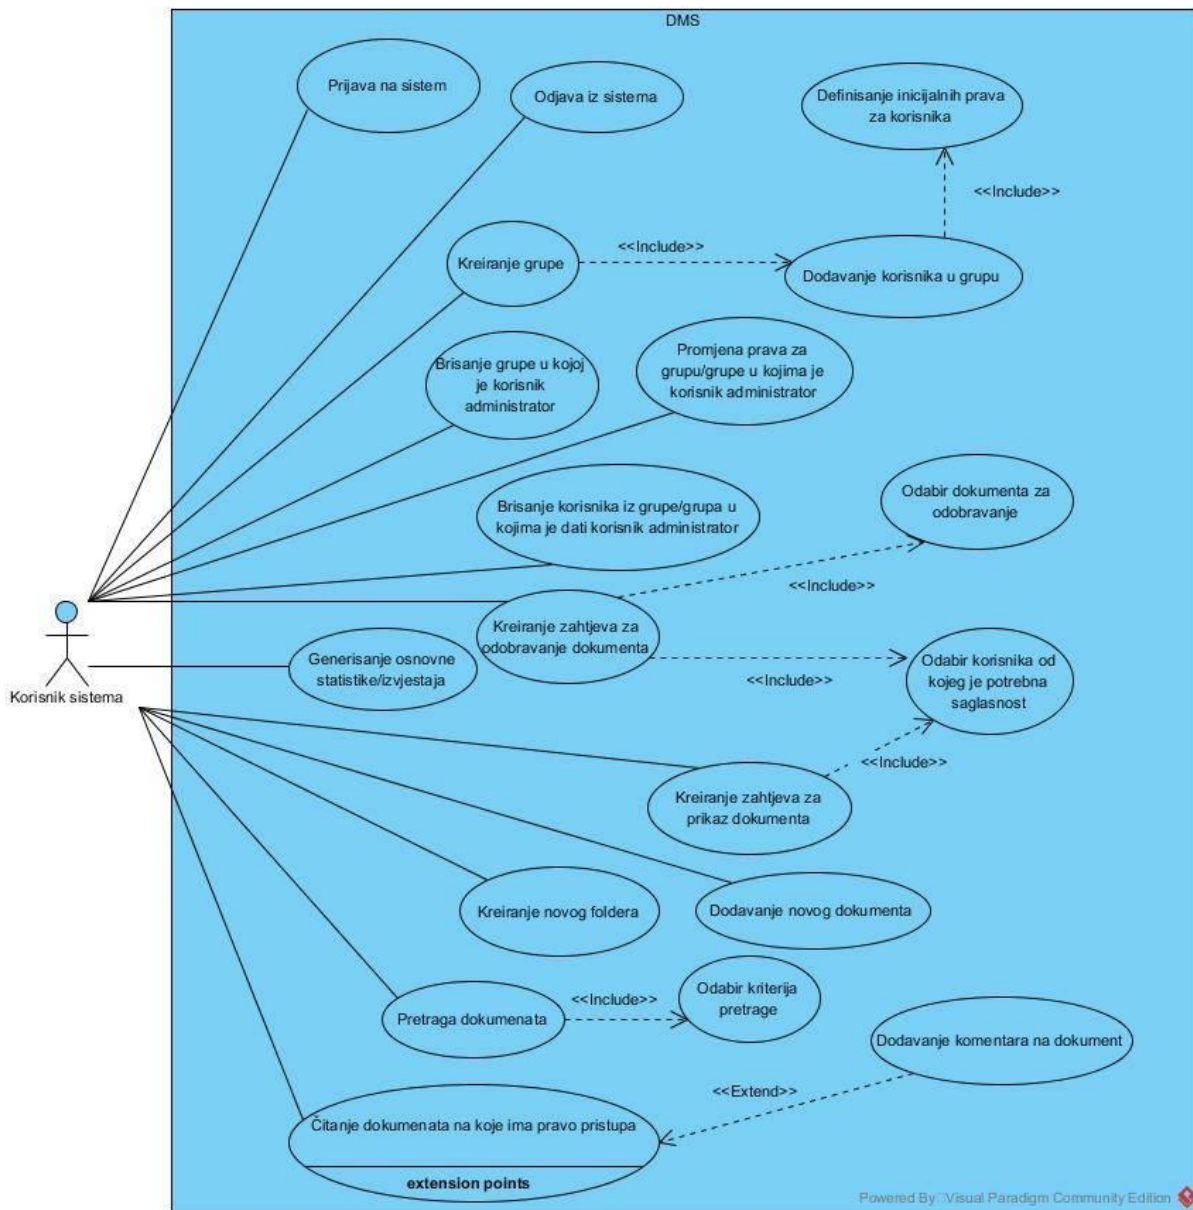 DMS
Prijava na sistem
Odjava iz sistema
Definisanje inicijalnih prava
za korisnika
<<Include>>
Kreiranje grupe
<<Include>>
Dodavanje korisnika u grupu
Brisanje grupe u kojoj
je korisnik
administrator
Promjena prava za
grupu/grupe u kojima je
korisnik administrator
Brisanje korisnika iz grupe/grupa u
kojima je dati korisnik administrator
Odabir dokumenta za
odobravanje
<<Include>>
Kreiranje zahtjeva za
odobravanje dokumenta
<<Include>>
Odabir korisnika od
kojeg je potrebna
saglasnost
Korisnik sistema
Generisanje osnovne
statistike/izvjestaja
<<Include>>
Kreiranje zahtjeva za
prikaz dokumenta
Kreiranje novog foldera
Dodavanje novog dokumenta
Pretraga dokumenata
<<Include>>
Odabir kriterija
pretrage
Dodavanje komentara na dokument
<<Extend>>
Čitanje dokumenata na koje ima pravo pristupa
extension points
Powered By Visual Paradigm Community Edition